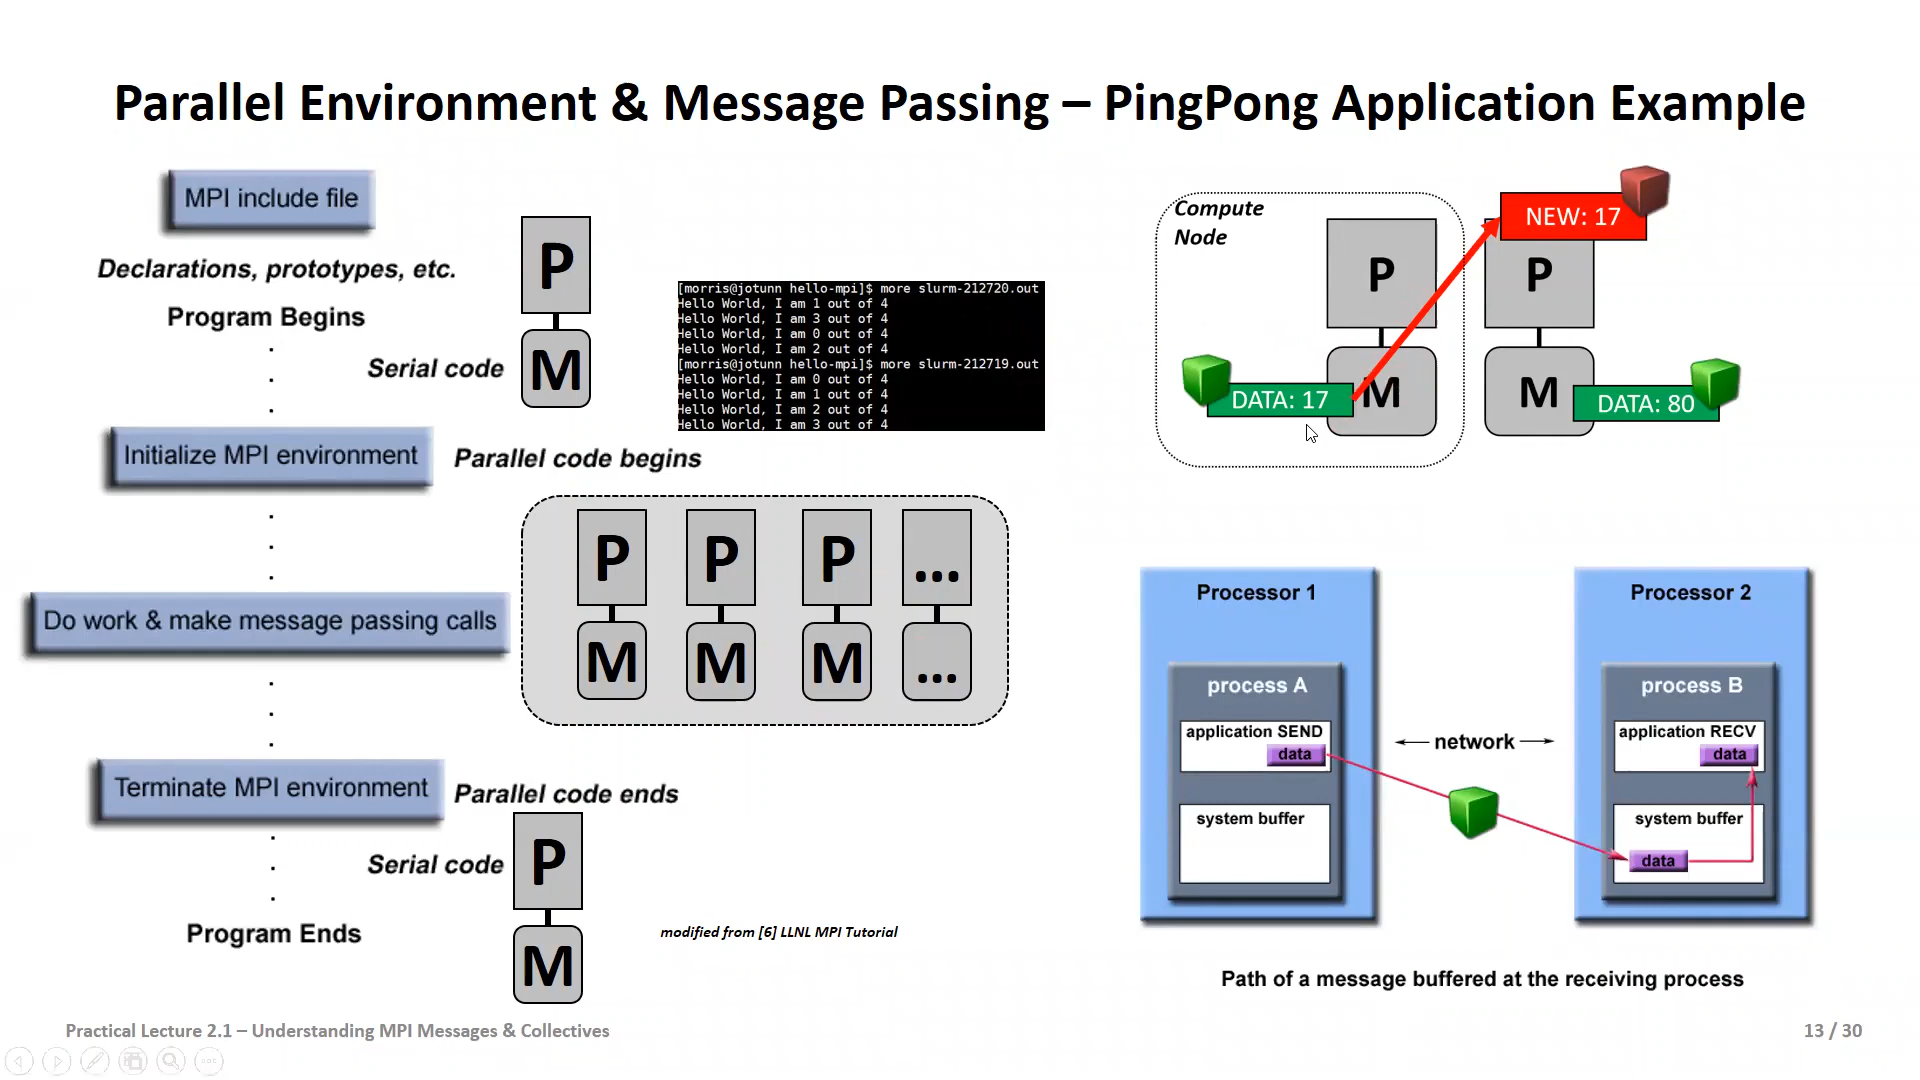 Parallel Environment & Message Passing – PingPong Application Example
MPI include file
Declarations, prototypes, etc.
Program Begins
Serial code
P
M
Initialize MPI environment
Parallel code begins
Do work & make message passing calls
P
P
P
...
M
M
M
...
Terminate MPI environment
Parallel code ends
Serial code
P
M
Program Ends
modified from [6] LLNL MPI Tutorial
[morris@jotunn hello-mpi]$ more slurm-212720.out
Hello World, I am 1 out of 4
Hello World, I am 3 out of 4
Hello World, I am 0 out of 4
Hello World, I am 2 out of 4
[morris@jotunn hello-mpi]$ more slurm-212719.out
Hello World, I am 0 out of 4
Hello World, I am 1 out of 4
Hello World, I am 2 out of 4
Hello World, I am 3 out of 4
Compute
Node
P
M
DATA: 17
NEW: 17
P
M
DATA: 80
Processor 1
process A
application SEND
data
system buffer
network
Processor 2
process B
application RECV
data
system buffer
data
Path of a message buffered at the receiving process
Practical Lecture 2.1 – Understanding MPI Messages & Collectives
13 / 30